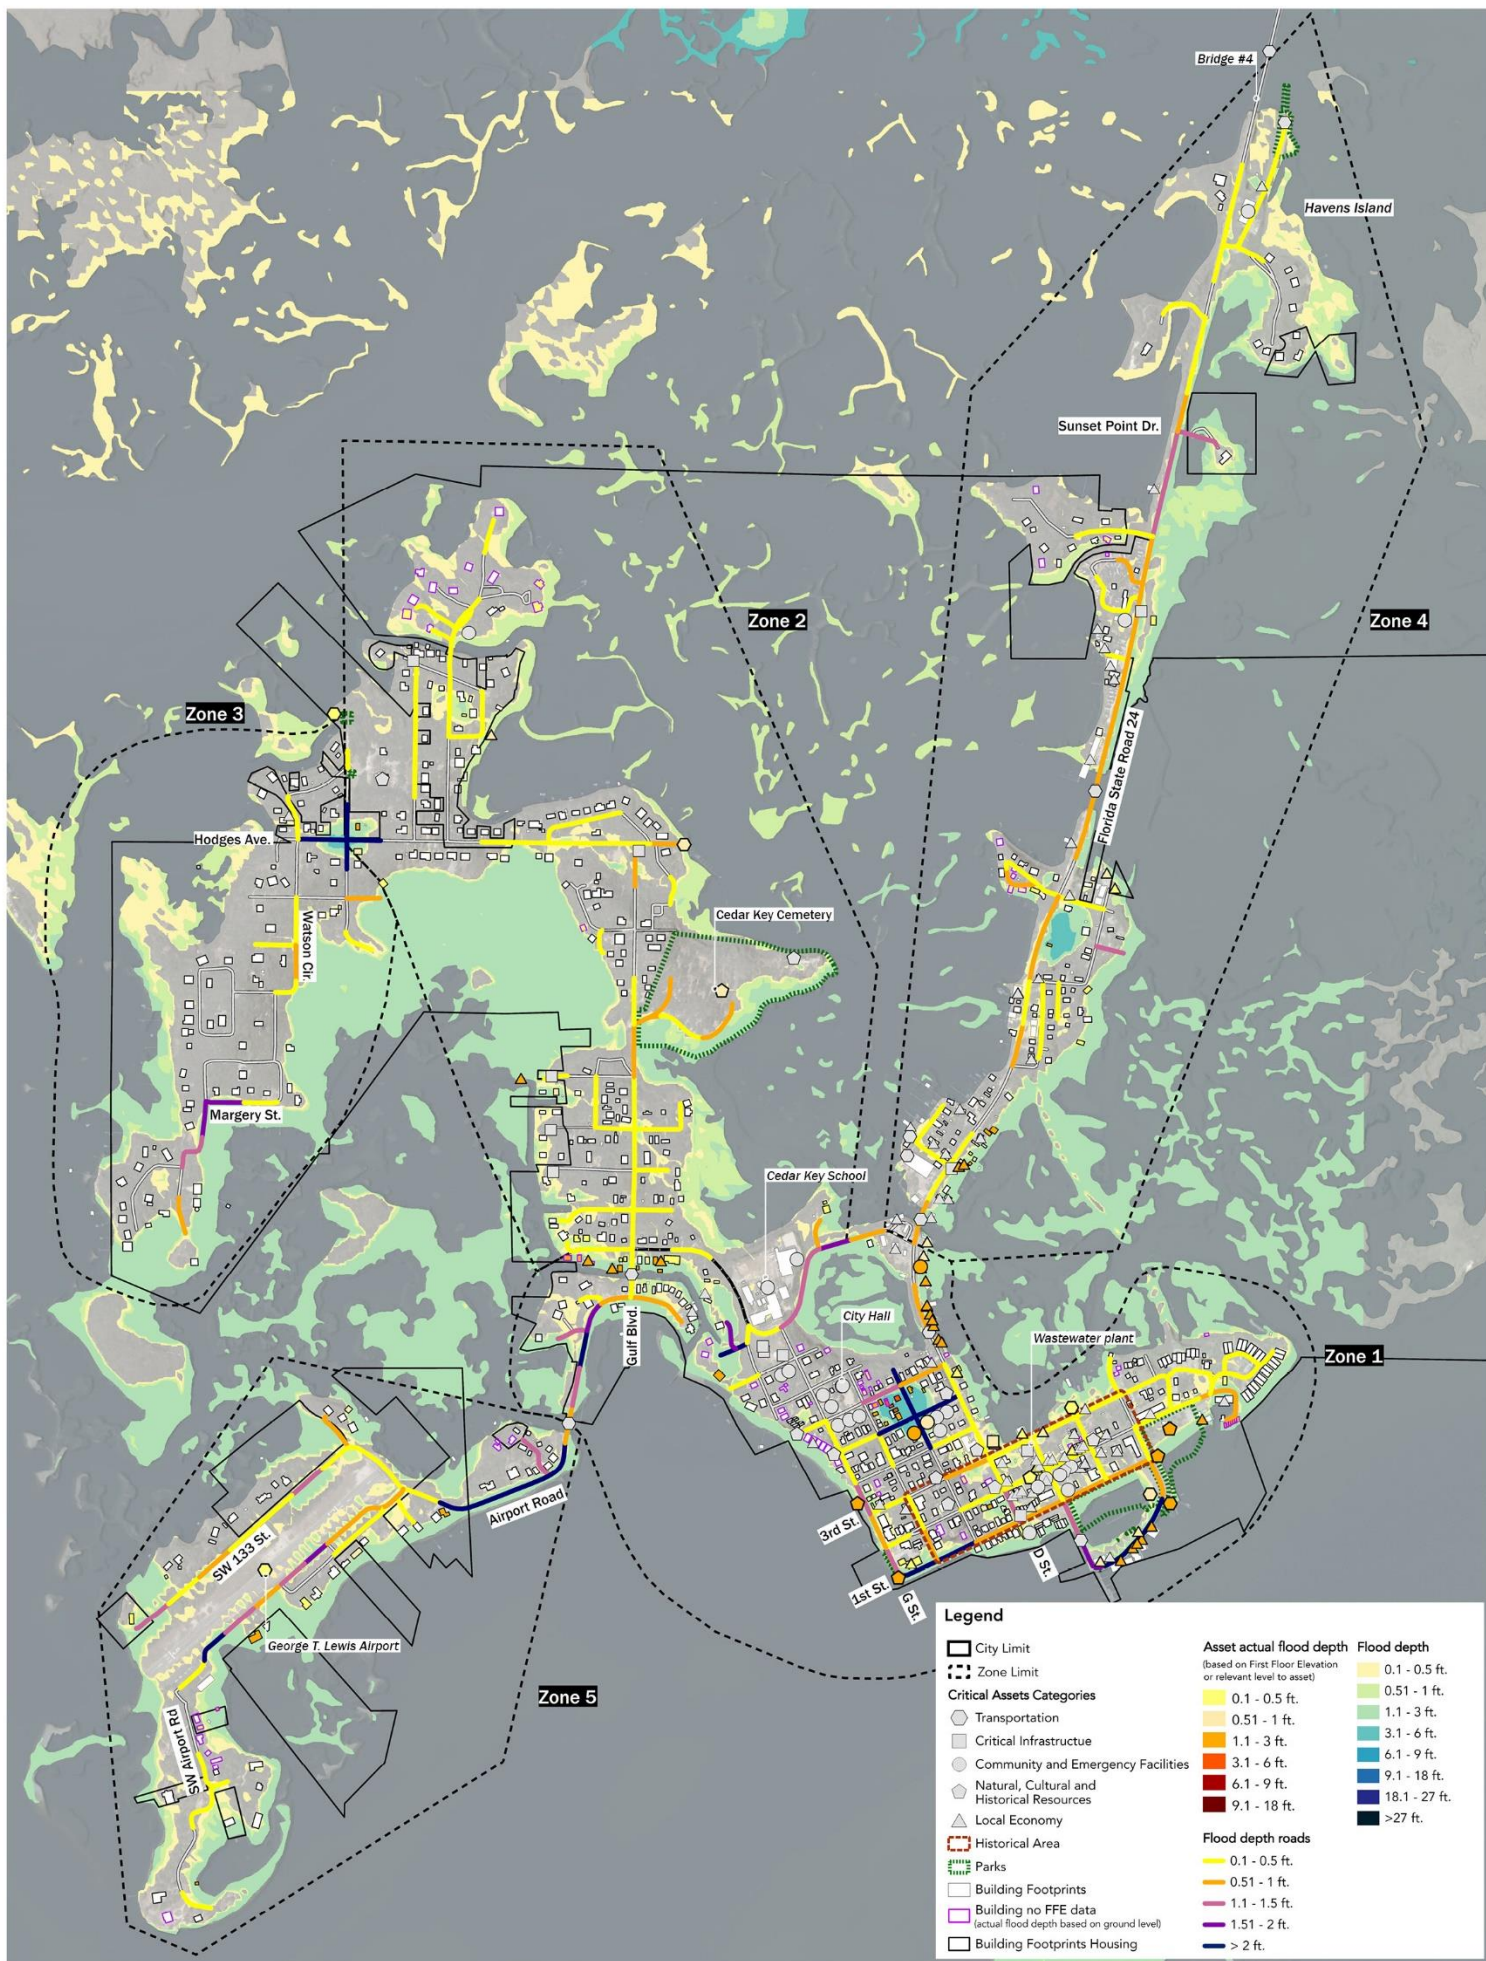 Bridge #4
Havens Island
Sunset Point Dr.
Zone 2
Zone 4
Zone 3
Florida State Road 24
Hodges Ave.
Cedar Key Cemetery
Watson Cir.
Margery St.
Cedar Key School
City Hall
Wastewater plant
Gulf Blvd.
Zone 1
Airport Road
3rd St.
SW 133 St.
D St.
1st St.
G St.
George T. Lewis Airport
Zone 5
SW Airport Rd
Legend
City Limit
Zone Limit
Critical Assets Categories
Transportation
Critical Infrastructue
Community and Emergency Facilities
Natural, Cultural and
Historical Resources
Local Economy
Historical Area
Parks
Building Footprints
Building no FFE data
(actual flood depth based on ground level)
Building Footprints Housing
Asset actual flood depth
(based on First Floor Elevation
or relevant level to asset)
0.1 - 0.5 ft.
0.51 - 1 ft.
1.1 - 3 ft.
3.1 - 6 ft.
6.1 - 9 ft.
9.1 - 18 ft.
Flood depth roads
0.1 - 0.5 ft.
0.51 - 1 ft.
1.1 - 1.5 ft.
1.51 - 2 ft.
> 2 ft.
Flood depth
0.1 - 0.5 ft.
0.51 - 1 ft.
1.1 - 3 ft.
3.1 - 6 ft.
6.1 - 9 ft.
9.1 - 18 ft.
18.1 - 27 ft.
>27 ft.